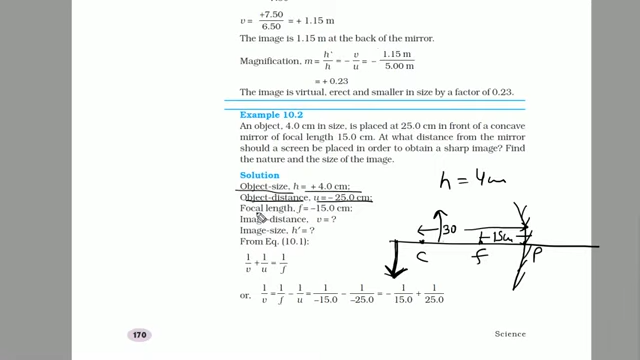 v = +7.50 / 6.50 = + 1.15 m
The image is 1.15 m at the back of the mirror.
Magnification, m = h' / h = – v / u = – 1.15 m / 5.00 m
= + 0.23
The image is virtual, erect and smaller in size by a factor of 0.23.
Example 10.2
An object, 4.0 cm in size, is placed at 25.0 cm in front of a concave
mirror of focal length 15.0 cm. At what distance from the mirror
should a screen be placed in order to obtain a sharp image? Find
the nature and the size of the image.
Solution
Object-size, h = + 4.0 cm;
Object-distance, u = – 25.0 cm;
Focal length, f = –15.0 cm;
Image-distance, v = ?
Image-size, h' = ?
From Eq. (10.1):
1/v + 1/u = 1/f
or, 1/v = 1/f – 1/u = 1/–15.0 – 1/–25.0 = – 1/15.0 + 1/25.0
h = 4cm
30
15cm
C f P
170
Science